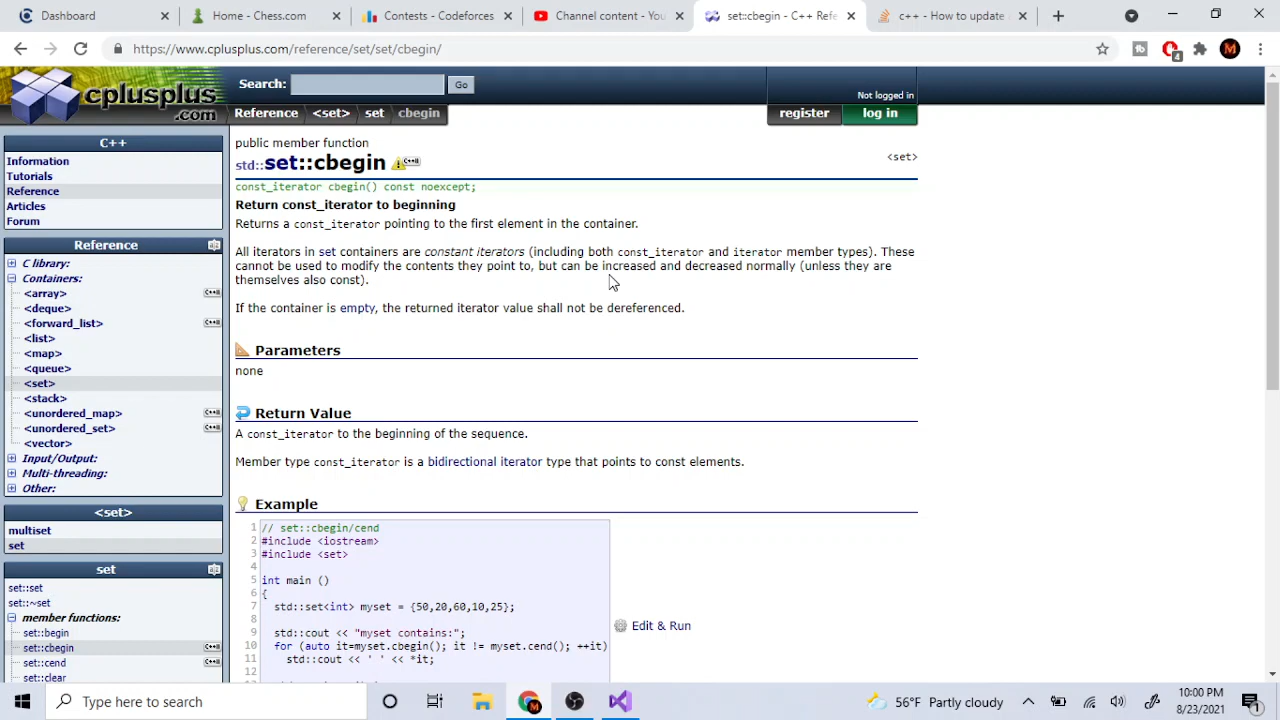 Dashboard
Home - Chess.com
Contests - Codeforces
Channel content - You
set::cbegin - C++ Refe
c++ - How to update
https://www.cplusplus.com/reference/set/set/cbegin/
4
M
cplusplus
.com
Search:
Go
Reference
<set>
set
cbegin
Not logged in
register
log in
C++
Information
Tutorials
Reference
Articles
Forum
Reference
C library:
Containers:
<array>
<deque>
<forward_list>
<list>
<map>
<queue>
<set>
<stack>
<unordered_map>
<unordered_set>
<vector>
Input/Output:
Multi-threading:
Other:
<set>
multiset
set
set
set::set
set::~set
member functions:
set::begin
set::cbegin
set::cend
set::clear
public member function
<set>
std::set::cbegin
const_iterator cbegin() const noexcept;
Return const_iterator to beginning
Returns a const_iterator pointing to the first element in the container.
All iterators in set containers are constant iterators (including both const_iterator and iterator member types). These
cannot be used to modify the contents they point to, but can be increased and decreased normally (unless they are
themselves also const).
If the container is empty, the returned iterator value shall not be dereferenced.
Parameters
none
Return Value
A const_iterator to the beginning of the sequence.
Member type const_iterator is a bidirectional iterator type that points to const elements.
Example
1 // set::cbegin/cend
2 #include <iostream>
3 #include <set>
4
5 int main ()
6 {
7 std::set<int> myset = {50,20,60,10,25};
8
9 std::cout << "myset contains:";
10 for (auto it=myset.cbegin(); it != myset.cend(); ++it)
11 std::cout << ' ' << *it;
12
Edit & Run
Type here to search
M
56°F Partly cloudy
10:00 PM
8/23/2021
1